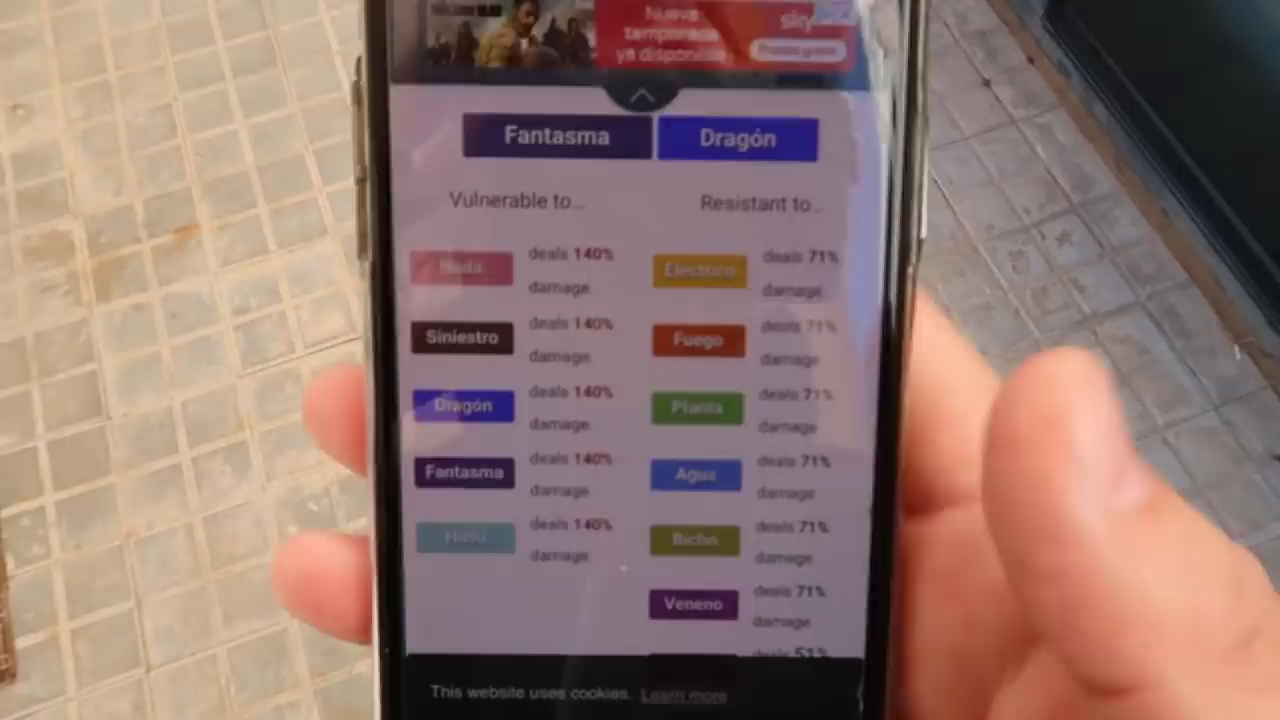 Nueva
temporada
ya disponible
sky
Fantasma
Dragón
Vulnerable to...
Resistant to...
Hada
deals 140%
damage
Eléctrico
deals 71%
damage
Siniestro
deals 140%
damage
Fuego
deals 71%
damage
Dragón
deals 140%
damage
Planta
deals 71%
damage
Fantasma
deals 140%
damage
Agua
deals 71%
damage
Hielo
deals 140%
damage
Bicho
deals 71%
damage
Veneno
deals 71%
damage
deals 51%
This website uses cookies. Learn more